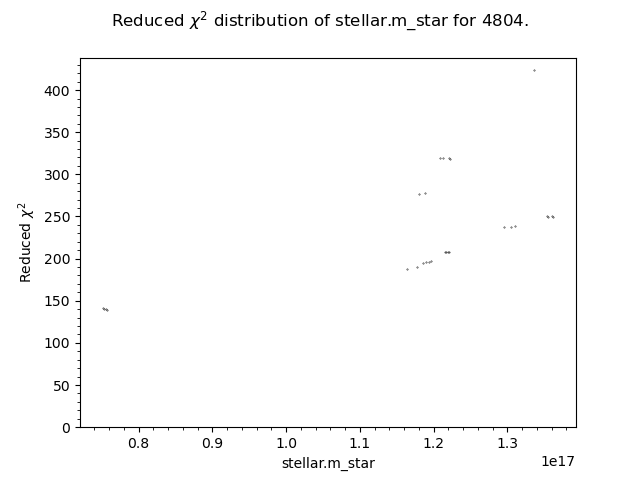 Reduced χ² distribution of stellar.m_star for 4804.
400
350
300
250
200
150
100
50
0
Reduced χ²
0.8 0.9 1.0 1.1 1.2 1.3
1e17
stellar.m_star